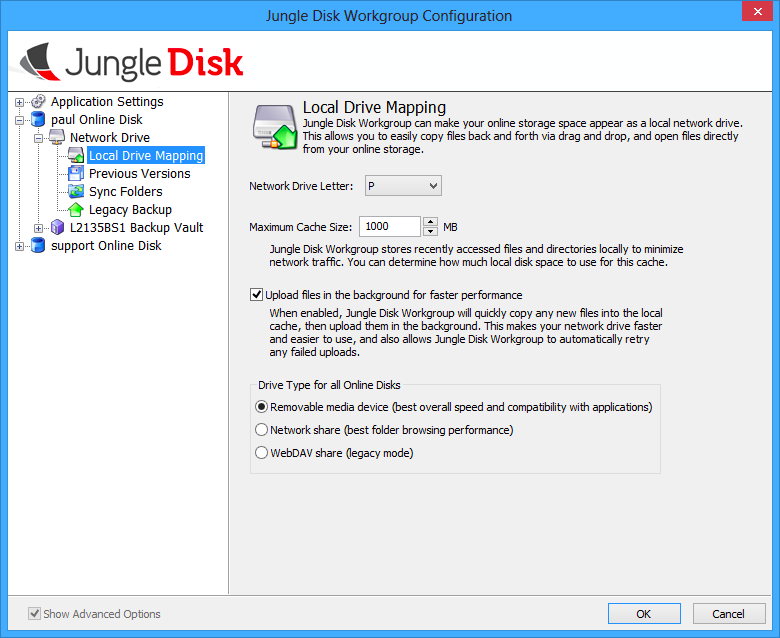 Jungle Disk Workgroup Configuration
Jungle Disk
Application Settings
paul Online Disk
Network Drive
Local Drive Mapping
Previous Versions
Sync Folders
Legacy Backup
L2135BS1 Backup Vault
support Online Disk
Local Drive Mapping
Jungle Disk Workgroup can make your online storage space appear as a local network drive.
This allows you to easily copy files back and forth via drag and drop, and open files directly
from your online storage.
Network Drive Letter: P
Maximum Cache Size: 1000 MB
Jungle Disk Workgroup stores recently accessed files and directories locally to minimize
network traffic. You can determine how much local disk space to use for this cache.
Upload files in the background for faster performance
When enabled, Jungle Disk Workgroup will quickly copy any new files into the local
cache, then upload them in the background. This makes your network drive faster
and easier to use, and also allows Jungle Disk Workgroup to automatically retry
any failed uploads.
Drive Type for all Online Disks
Removable media device (best overall speed and compatibility with applications)
Network share (best folder browsing performance)
WebDAV share (legacy mode)
Show Advanced Options
OK
Cancel